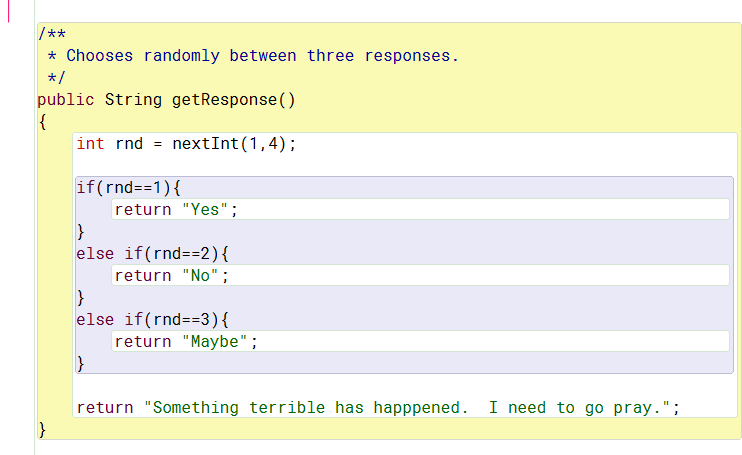 /**
 * Chooses randomly between three responses.
 */
public String getResponse()
{
    int rnd = nextInt(1,4);
    if(rnd==1){
        return "Yes";
    }
    else if(rnd==2){
        return "No";
    }
    else if(rnd==3){
        return "Maybe";
    }
    return "Something terrible has happpened.  I need to go pray.";
}